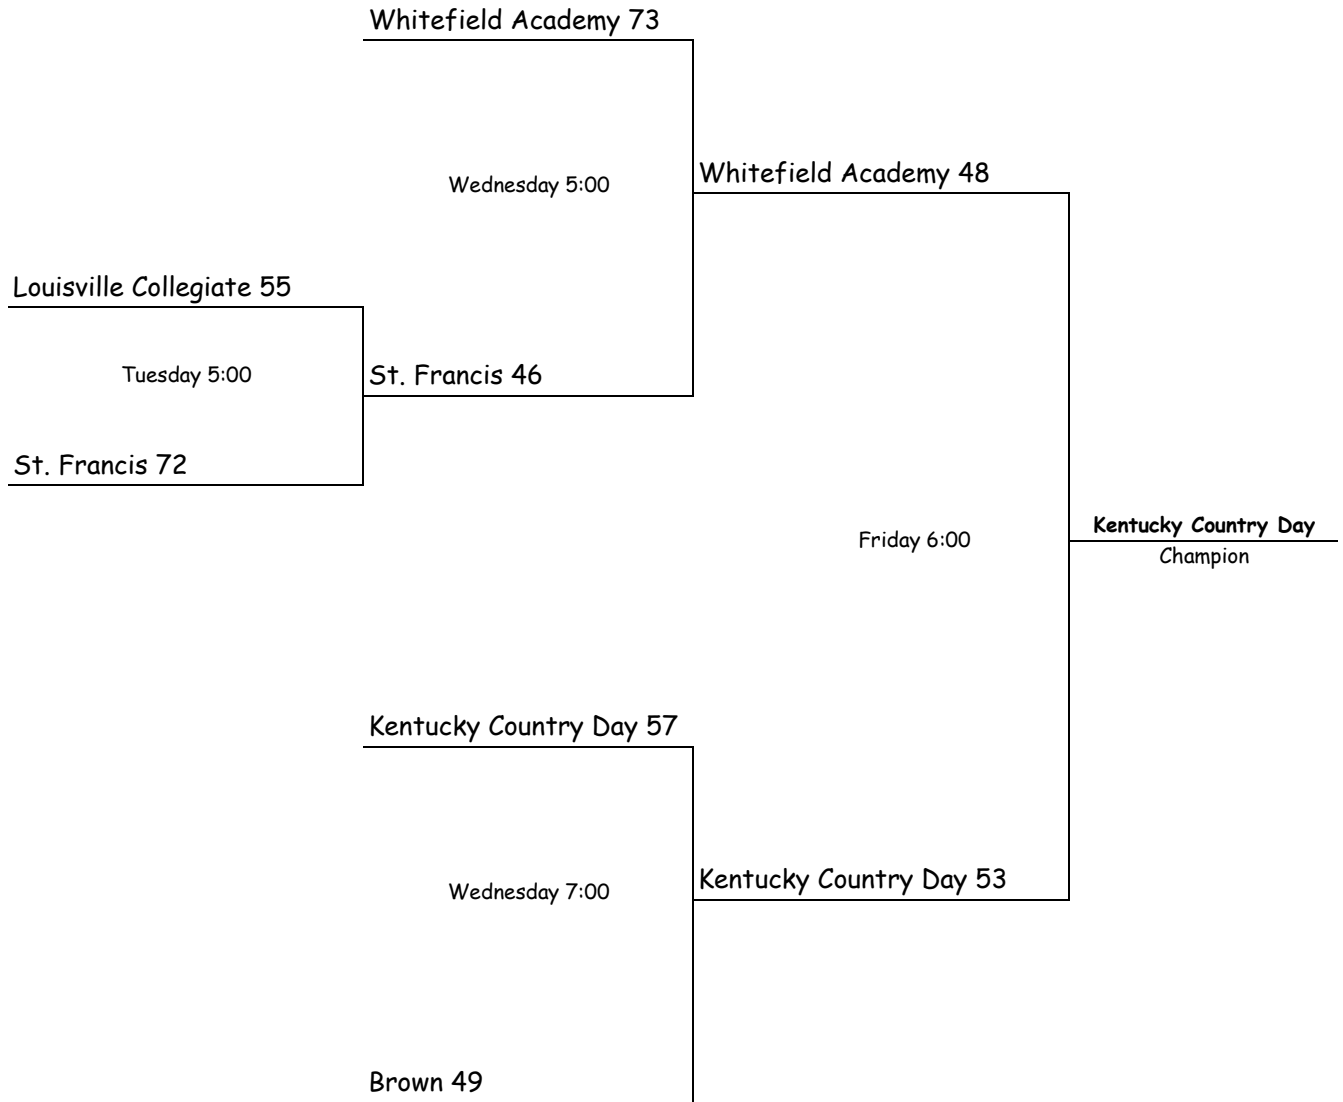 Whitefield Academy 73
Wednesday 5:00
Whitefield Academy 48
Louisville Collegiate 55
Tuesday 5:00
St. Francis 46
St. Francis 72
Friday 6:00
Kentucky Country Day
Champion
Kentucky Country Day 57
Wednesday 7:00
Kentucky Country Day 53
Brown 49